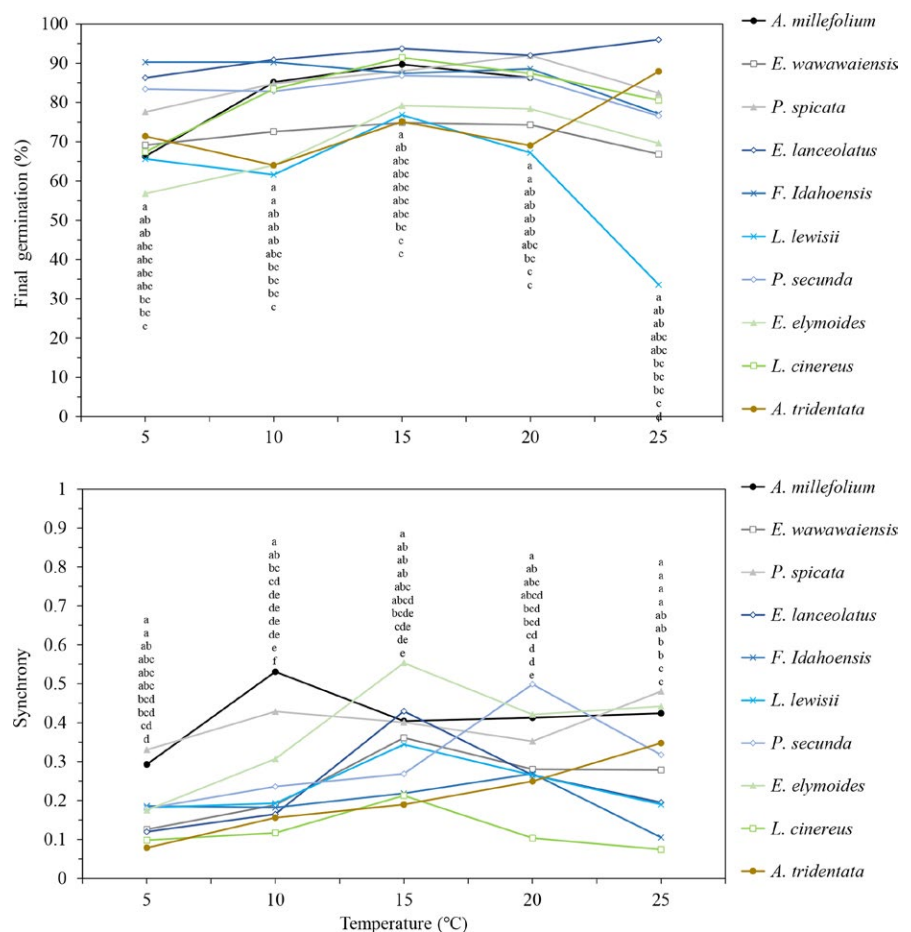 Final germination (%)
100
90
80
70
60
50
40
30
20
10
0
a
ab
ab
abc
abc
abc
abc
bc
bc
c
a
a
ab
ab
ab
abc
bc
bc
bc
c
a
ab
abc
abc
abc
abc
abc
bc
c
c
a
a
ab
ab
ab
ab
abc
bc
c
c
a
ab
ab
abc
abc
bc
bc
bc
c
d
5 10 15 20 25
A. millefolium
E. wawawaiensis
P. spicata
E. lanceolatus
F. Idahoensis
L. lewisii
P. secunda
E. elymoides
L. cinereus
A. tridentata
Synchrony
1
0.9
0.8
0.7
0.6
0.5
0.4
0.3
0.2
0.1
0
a
a
ab
abc
abc
abc
bcd
bcd
cd
d
a
ab
bc
cd
de
de
de
de
e
f
a
ab
ab
ab
abc
abcd
bcde
cde
de
e
a
ab
abc
abcd
bcd
bcd
cd
d
d
e
a
a
a
a
ab
ab
b
b
c
c
5 10 15 20 25
Temperature (℃)
A. millefolium
E. wawawaiensis
P. spicata
E. lanceolatus
F. Idahoensis
L. lewisii
P. secunda
E. elymoides
L. cinereus
A. tridentata